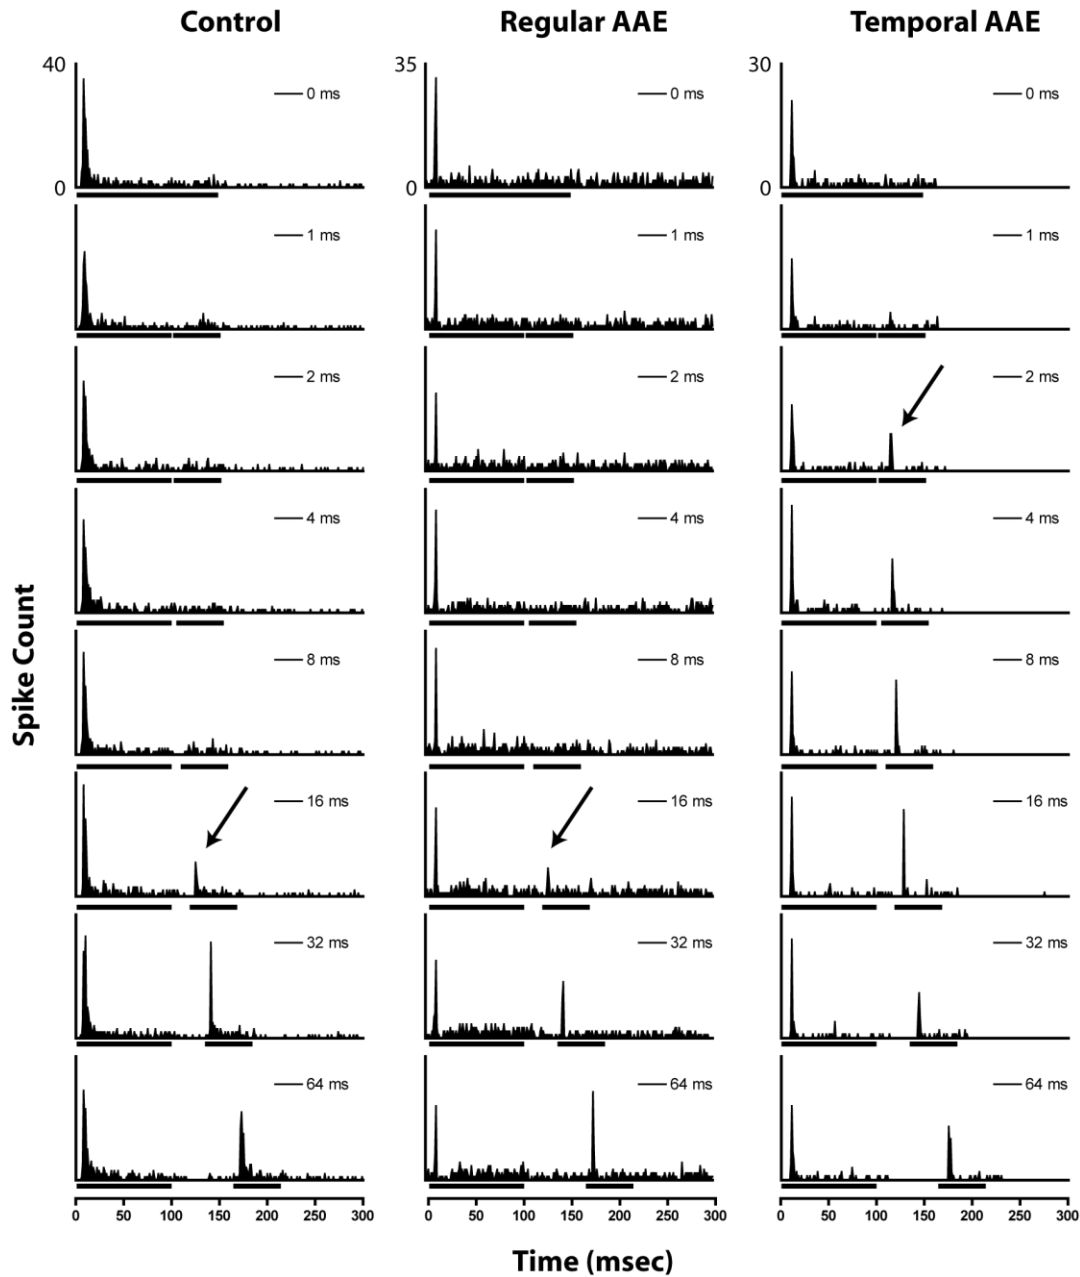 Control Regular AAE Temporal AAE
40 35 30
0 ms 0 ms 0 ms
0 0 0
1 ms 1 ms 1 ms
2 ms 2 ms 2 ms
4 ms 4 ms 4 ms
Spike Count
8 ms 8 ms 8 ms
16 ms 16 ms 16 ms
32 ms 32 ms 32 ms
64 ms 64 ms 64 ms
0 50 100 150 200 250 300 0 50 100 150 200 250 300 0 50 100 150 200 250 300
Time (msec)